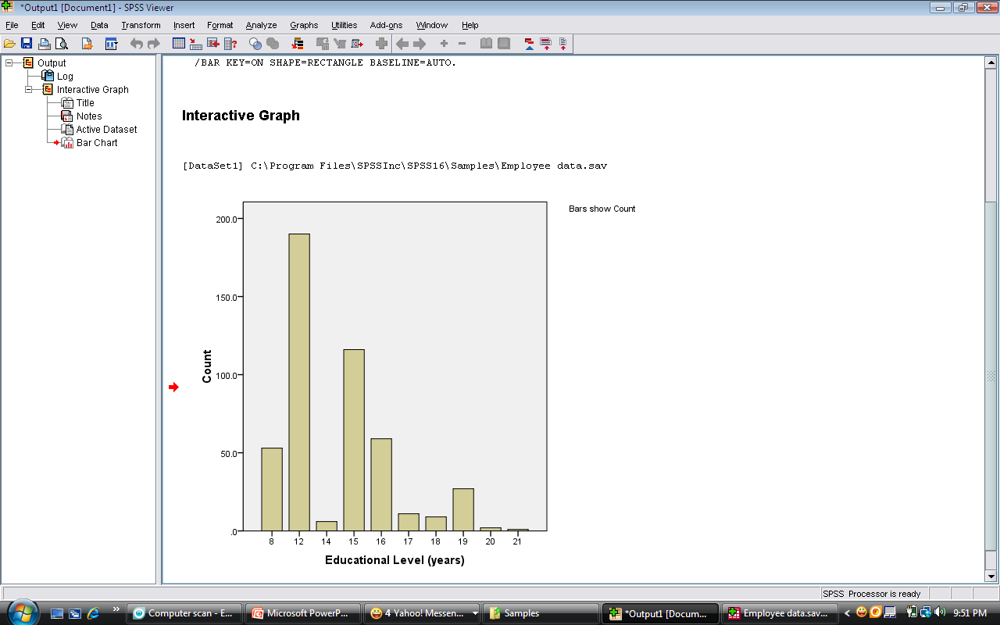 *Output1 [Document1] - SPSS Viewer
File Edit View Data Transform Insert Format Analyze Graphs Utilities Add-ons Window Help
Output
Log
Interactive Graph
Title
Notes
Active Dataset
Bar Chart
/BAR KEY=ON SHAPE=RECTANGLE BASELINE=AUTO.
Interactive Graph
[DataSet1] C:\Program Files\SPSSInc\SPSS16\Samples\Employee data.sav
Bars show Count
200.0
150.0
100.0
50.0
.0
Count
8 12 14 15 16 17 18 19 20 21
Educational Level (years)
SPSS Processor is ready
Computer scan - E... Microsoft PowerP... 4 Yahoo! Messen... Samples *Output1 [Docum... Employee data.sav... 9:51 PM